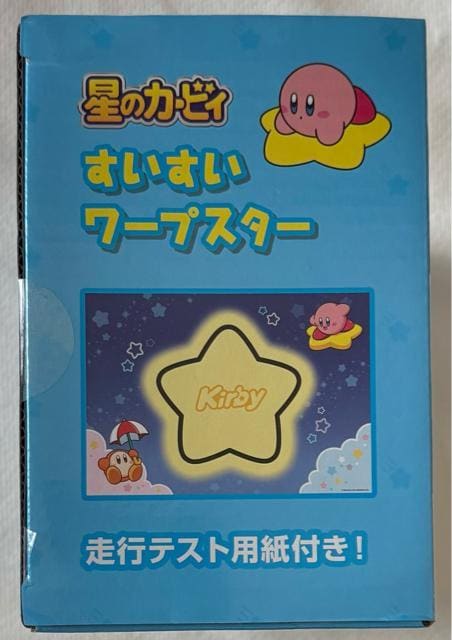 星のカービィ
すいすい
ワープスター
Kirby
走行テスト用紙付き!